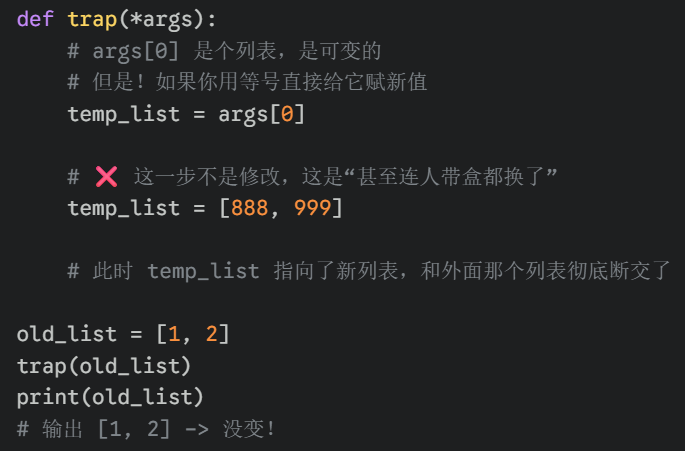 def trap(*args):
    # args[0] 是个列表，是可变的
    # 但是！如果你用等号直接给它赋新值
    temp_list = args[0]
    # ❌ 这一步不是修改，这是“甚至连人带盒都换了”
    temp_list = [888, 999]
    # 此时 temp_list 指向了新列表，和外面那个列表彻底断交了
old_list = [1, 2]
trap(old_list)
print(old_list)
# 输出 [1, 2] -> 没变！